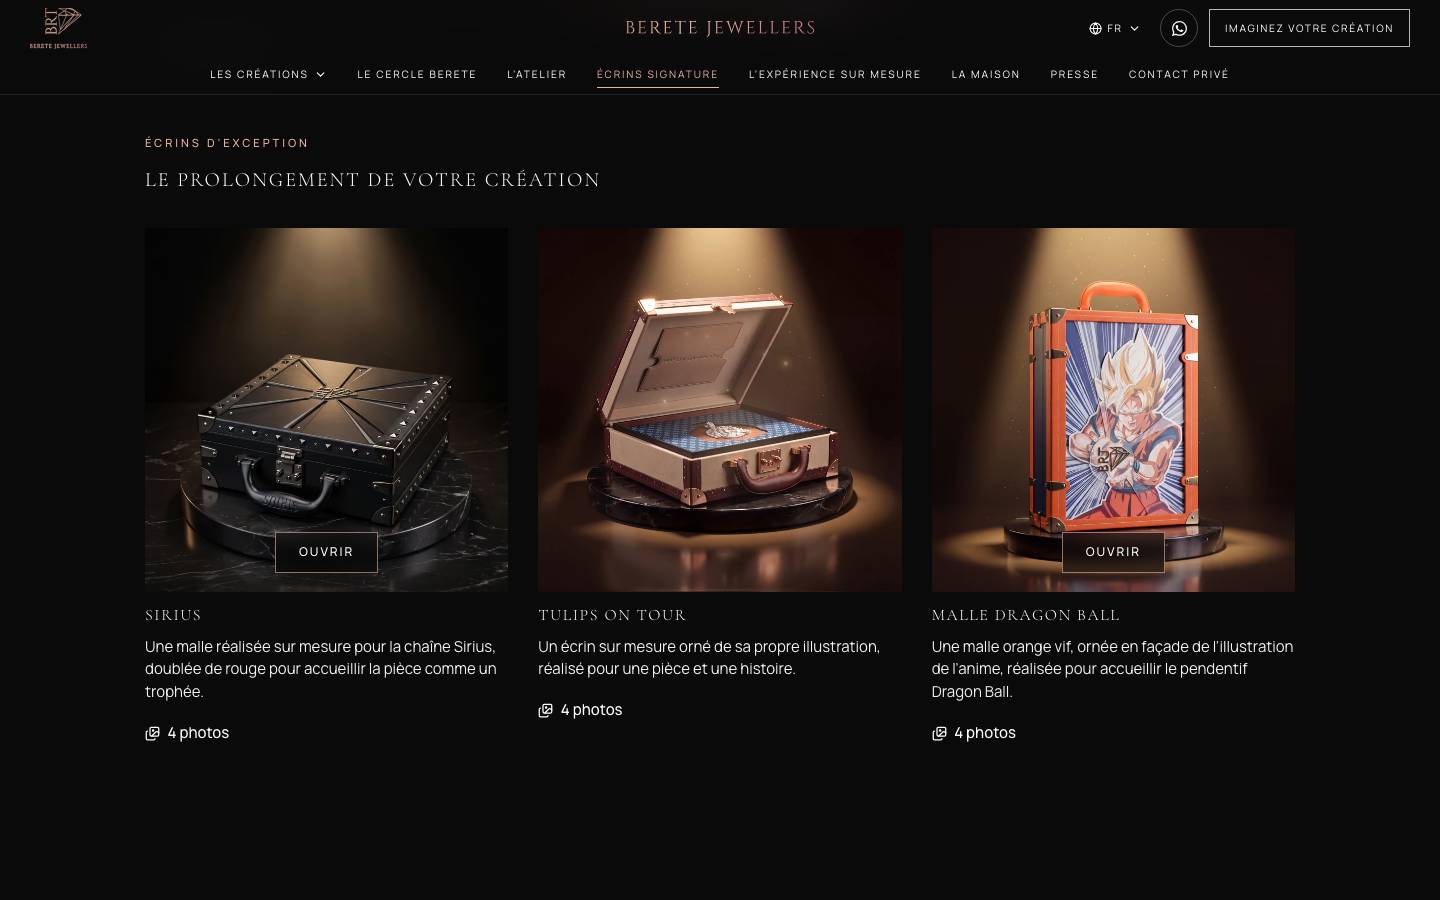 BRT
BERETE JEWELLERS
BERETE JEWELLERS
FR
IMAGINEZ VOTRE CRÉATION
LES CRÉATIONS
LE CERCLE BERETE
L'ATELIER
ÉCRINS SIGNATURE
L'EXPÉRIENCE SUR MESURE
LA MAISON
PRESSE
CONTACT PRIVÉ
ÉCRINS D'EXCEPTION
LE PROLONGEMENT DE VOTRE CRÉATION
OUVRIR
BRT
OUVRIR
SIRIUS
Une malle réalisée sur mesure pour la chaîne Sirius,
doublée de rouge pour accueillir la pièce comme un
trophée.
4 photos
TULIPS ON TOUR
Un écrin sur mesure orné de sa propre illustration,
réalisé pour une pièce et une histoire.
4 photos
MALLE DRAGON BALL
Une malle orange vif, ornée en façade de l'illustration
de l'anime, réalisée pour accueillir le pendentif
Dragon Ball.
4 photos